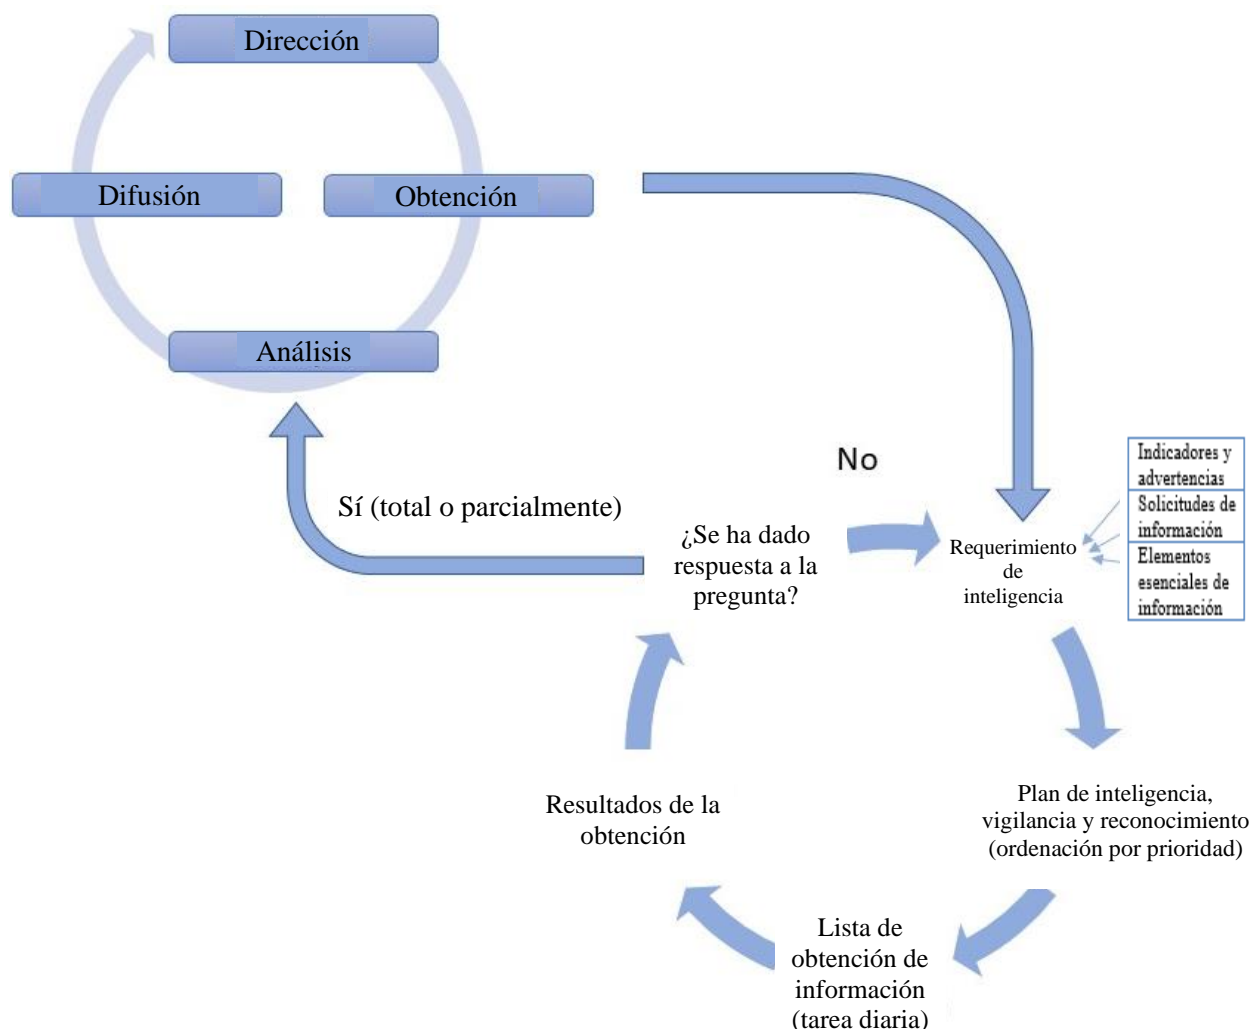 Dirección
Difusión
Obtención
Análisis
No
Sí (total o parcialmente)
¿Se ha dado
respuesta a la
pregunta?
Requerimiento
de
inteligencia
Indicadores y
advertencias
Solicitudes de
información
Elementos
esenciales de
información
Plan de inteligencia,
vigilancia y reconocimiento
(ordenación por prioridad)
Resultados de la
obtención
Lista de
obtención de
información
(tarea diaria)